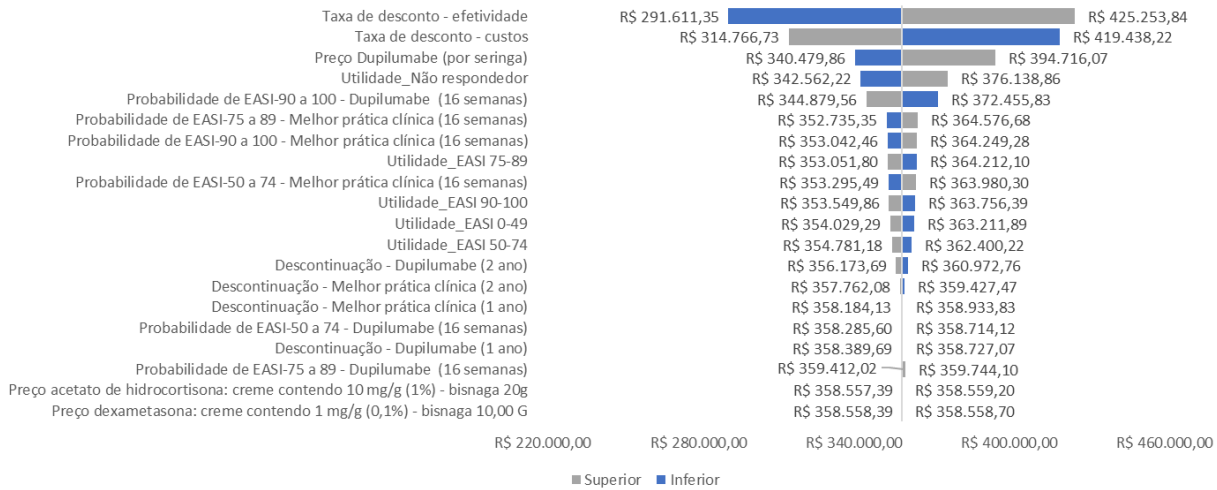 Taxa de desconto - efetividade R$ 291.611,35 R$ 425.253,84
Taxa de desconto - custos R$ 314.766,73 R$ 419.438,22
Preço Dupilumabe (por seringa) R$ 340.479,86 R$ 394.716,07
Utilidade_Não respondedor R$ 342.562,22 R$ 376.138,86
Probabilidade de EASI-90 a 100 - Dupilumabe (16 semanas) R$ 344.879,56 R$ 372.455,83
Probabilidade de EASI-75 a 89 - Melhor prática clínica (16 semanas) R$ 352.735,35 R$ 364.576,68
Probabilidade de EASI-90 a 100 - Melhor prática clínica (16 semanas) R$ 353.042,46 R$ 364.249,28
Utilidade_EASI 75-89 R$ 353.051,80 R$ 364.212,10
Probabilidade de EASI-50 a 74 - Melhor prática clínica (16 semanas) R$ 353.295,49 R$ 363.980,30
Utilidade_EASI 90-100 R$ 353.549,86 R$ 363.756,39
Utilidade_EASI 0-49 R$ 354.029,29 R$ 363.211,89
Utilidade_EASI 50-74 R$ 354.781,18 R$ 362.400,22
Descontinuação - Dupilumabe (2 ano) R$ 356.173,69 R$ 360.972,76
Descontinuação - Melhor prática clínica (2 ano) R$ 357.762,08 R$ 359.427,47
Descontinuação - Melhor prática clínica (1 ano) R$ 358.184,13 R$ 358.933,83
Probabilidade de EASI-50 a 74 - Dupilumabe (16 semanas) R$ 358.285,60 R$ 358.714,12
Descontinuação - Dupilumabe (1 ano) R$ 358.389,69 R$ 358.727,07
Probabilidade de EASI-75 a 89 - Dupilumabe (16 semanas) R$ 359.412,02 R$ 359.744,10
Preço acetato de hidrocortisona: creme contendo 10 mg/g (1%) - bisnaga 20g R$ 358.557,39 R$ 358.559,20
Preço dexametasona: creme contendo 1 mg/g (0,1%) - bisnaga 10,00 G R$ 358.558,39 R$ 358.558,70
R$ 220.000,00 R$ 280.000,00 R$ 340.000,00 R$ 400.000,00 R$ 460.000,00
Superior Inferior